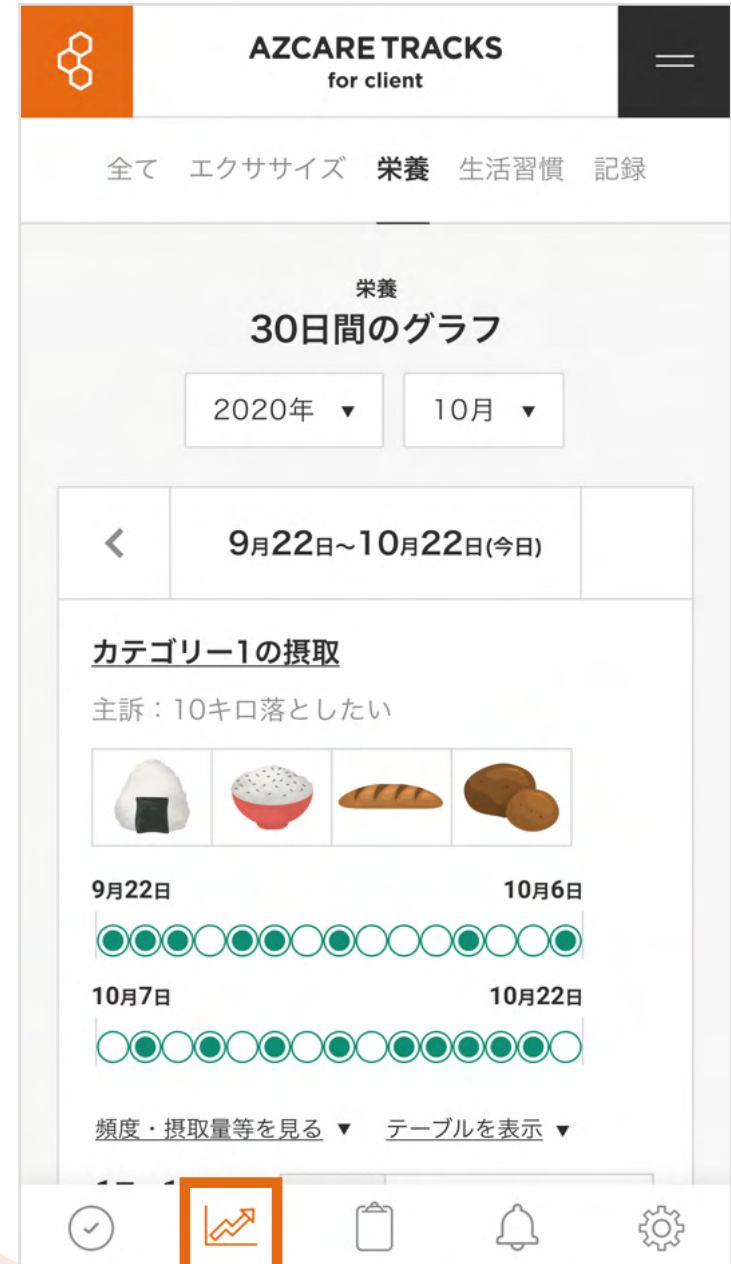 AZCARE TRACKS
for client
全て エクササイズ 栄養 生活習慣 記録
栄養
30日間のグラフ
2020年 ▼ 10月 ▼
9月22日~10月22日(今日)
カテゴリー1の摂取
主訴：10キロ落としたい
9月22日 10月6日
10月7日 10月22日
頻度・摂取量等を見る ▼ テーブルを表示 ▼